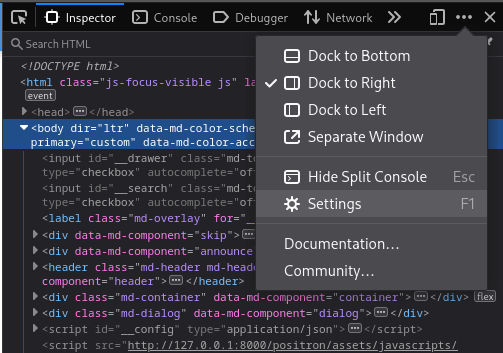 Inspector Console Debugger Network »
Search HTML
<!DOCTYPE html>
<html class="js-focus-visible js" la
event
<head> ⋯ </head>
<body dir="ltr" data-md-color-sche
primary="custom" data-md-color-acc
<input id="__drawer" class="md-to
type="checkbox" autocomplete="of
<input id="__search" class="md-to
type="checkbox" autocomplete="of
<label class="md-overlay" for="_
<div data-md-component="skip"> ⋯
<div data-md-component="announce
<header class="md-header md-heade
component="header"> ⋯ </header>
<div class="md-container" data-md-component="container"> ⋯ </div> flex
<div class="md-dialog" data-md-component="dialog"> ⋯ </div>
<script id="__config" type="application/json"> ⋯ </script>
<script src="http://127.0.0.1:8000/positron/assets/javascripts/
Dock to Bottom
Dock to Right
Dock to Left
Separate Window
Hide Split Console Esc
Settings F1
Documentation…
Community…